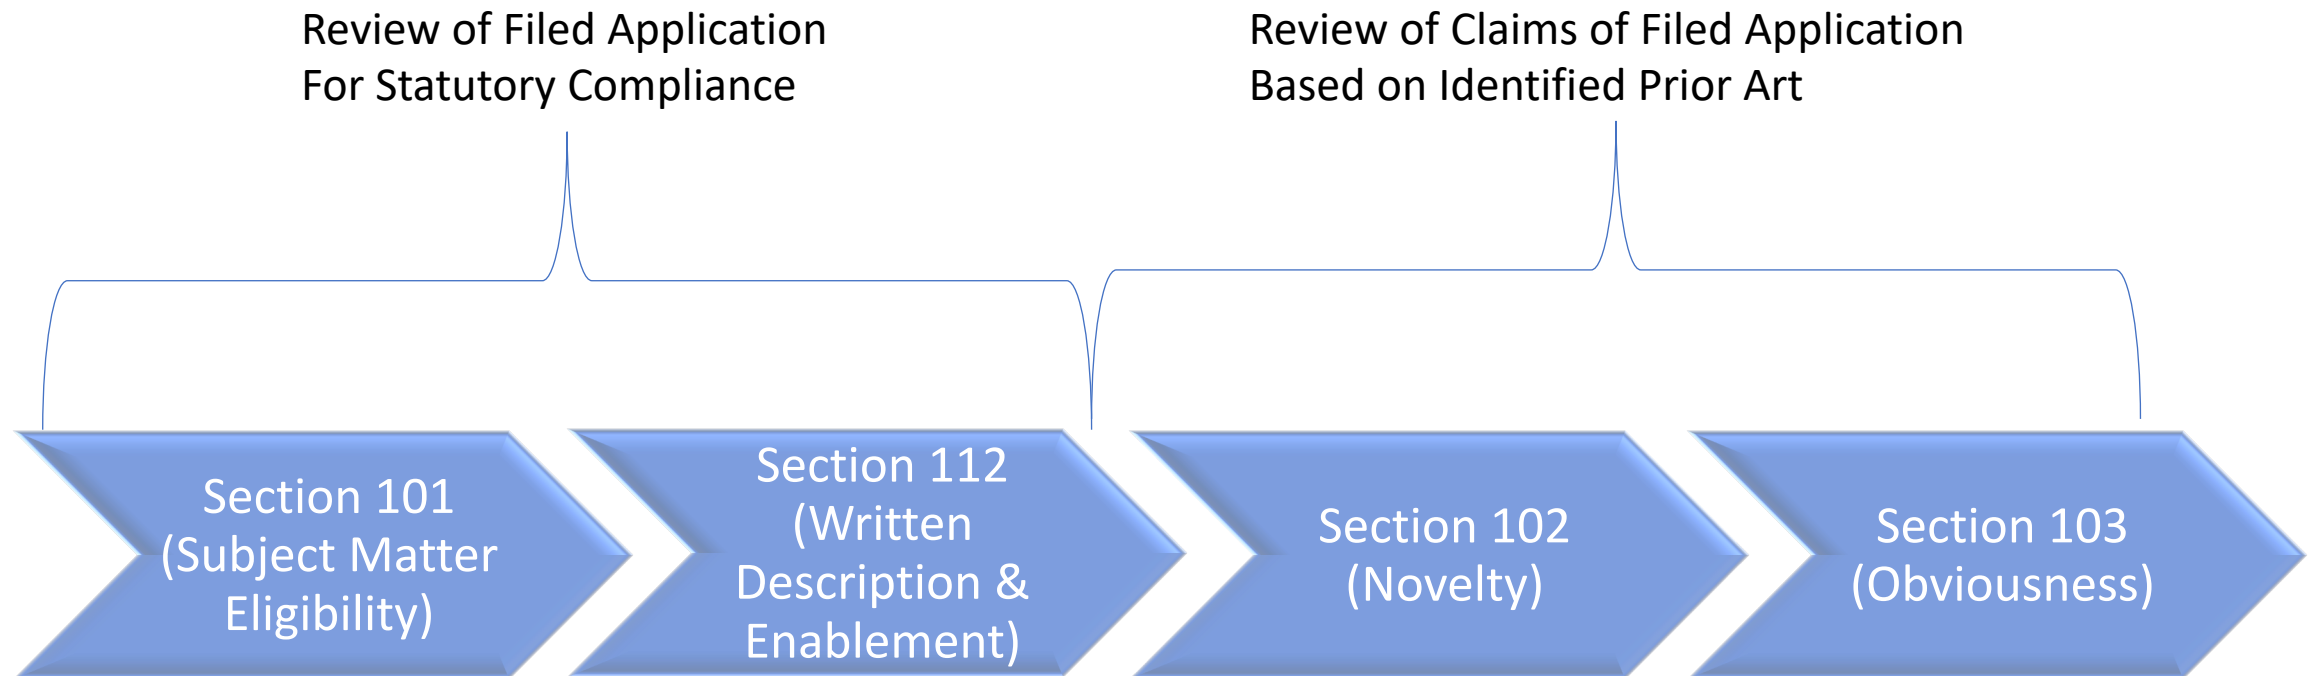 Review of Filed Application
For Statutory Compliance
Review of Claims of Filed Application
Based on Identified Prior Art
Section 101
(Subject Matter
Eligibility)
Section 112
(Written
Description &
Enablement)
Section 102
(Novelty)
Section 103
(Obviousness)